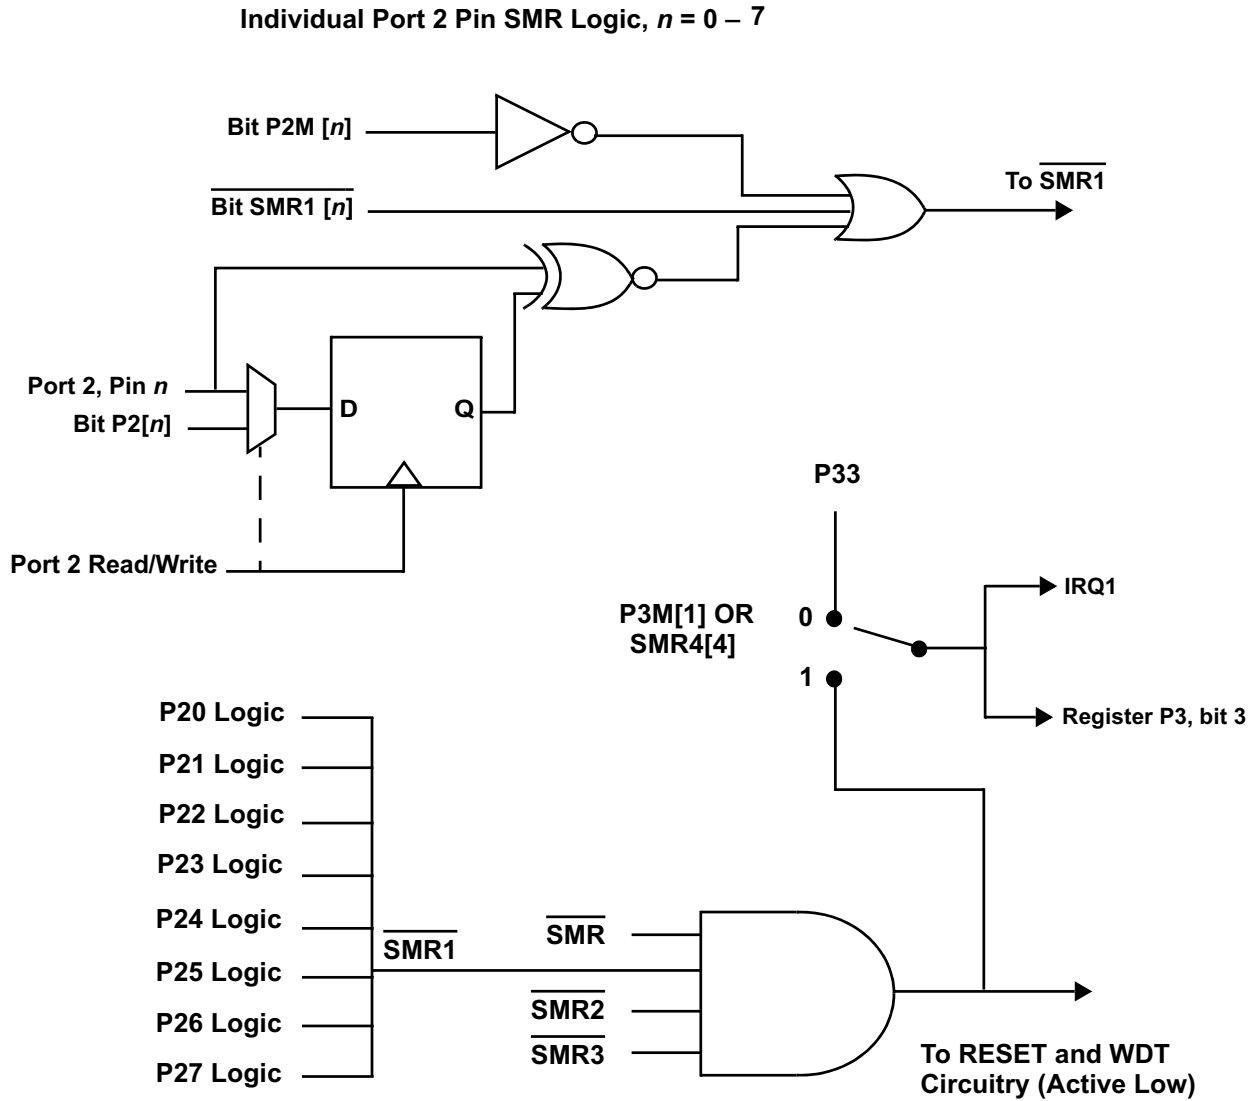 Individual Port 2 Pin SMR Logic, n = 0 – 7
Bit P2M [n]
Bit SMR1 [n]
To SMR1
Port 2, Pin n
Bit P2[n]
D
Q
Port 2 Read/Write
P33
P3M[1] OR
SMR4[4]
0
1
IRQ1
Register P3, bit 3
P20 Logic
P21 Logic
P22 Logic
P23 Logic
P24 Logic
P25 Logic
P26 Logic
P27 Logic
SMR1
SMR
SMR2
SMR3
To RESET and WDT
Circuitry (Active Low)